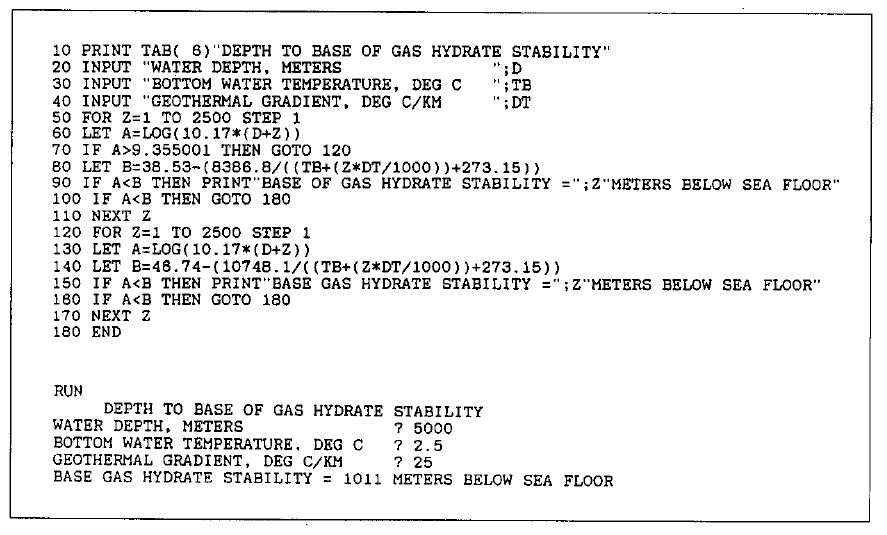 10 PRINT TAB( 6)"DEPTH TO BASE OF GAS HYDRATE STABILITY"
20 INPUT "WATER DEPTH, METERS                ";D
30 INPUT "BOTTOM WATER TEMPERATURE, DEG C    ";TB
40 INPUT "GEOTHERMAL GRADIENT, DEG C/KM      ";DT
50 FOR Z=1 TO 2500 STEP 1
60 LET A=LOG(10.17*(D+Z))
70 IF A>9.355001 THEN GOTO 120
80 LET B=38.53-(8386.8/((TB+(Z*DT/1000))+273.15))
90 IF A<B THEN PRINT"BASE OF GAS HYDRATE STABILITY =";Z"METERS BELOW SEA FLOOR"
100 IF A<B THEN GOTO 180
110 NEXT Z
120 FOR Z=1 TO 2500 STEP 1
130 LET A=LOG(10.17*(D+Z))
140 LET B=46.74-(10748.1/((TB+(Z*DT/1000))+273.15))
150 IF A<B THEN PRINT"BASE GAS HYDRATE STABILITY =";Z"METERS BELOW SEA FLOOR"
160 IF A<B THEN GOTO 180
170 NEXT Z
180 END
RUN
DEPTH TO BASE OF GAS HYDRATE STABILITY
WATER DEPTH, METERS ? 5000
BOTTOM WATER TEMPERATURE, DEG C ? 2.5
GEOTHERMAL GRADIENT, DEG C/KM ? 25
BASE GAS HYDRATE STABILITY = 1011 METERS BELOW SEA FLOOR